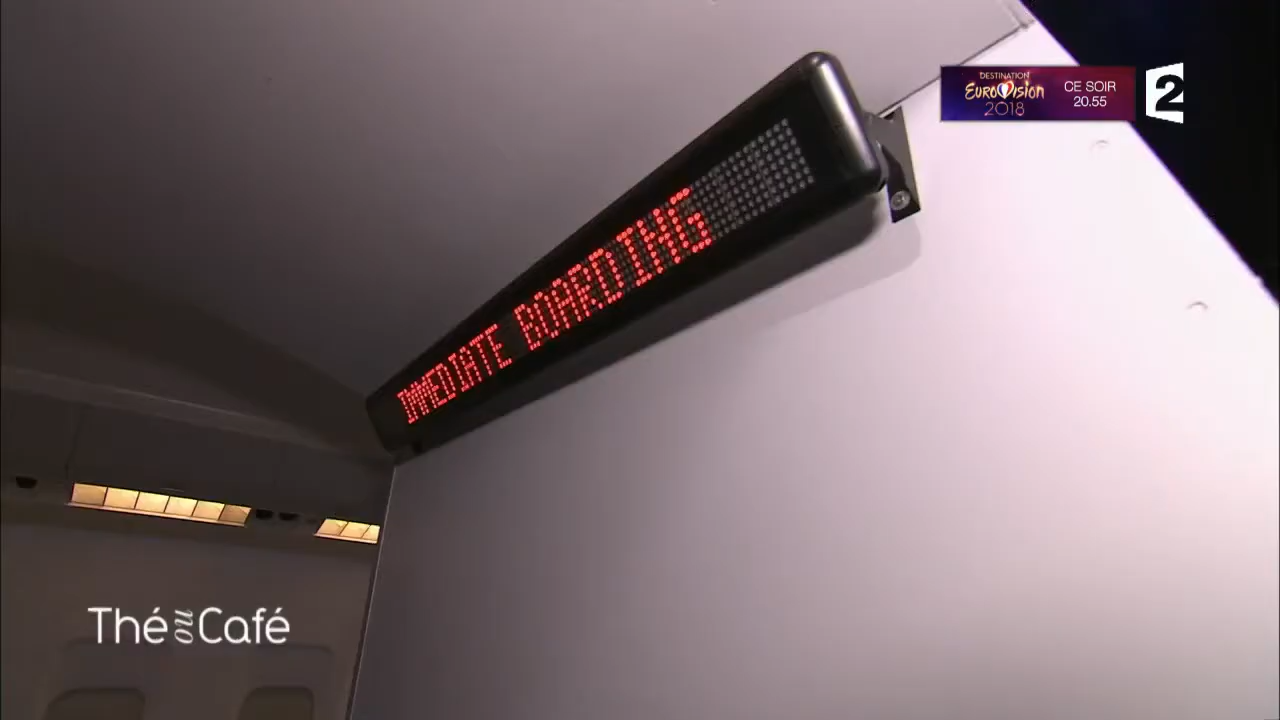 DESTINATION
EUROVISION
2018
CE SOIR
20.55
2
IMMEDIATE BOARDING
Thé ou Café